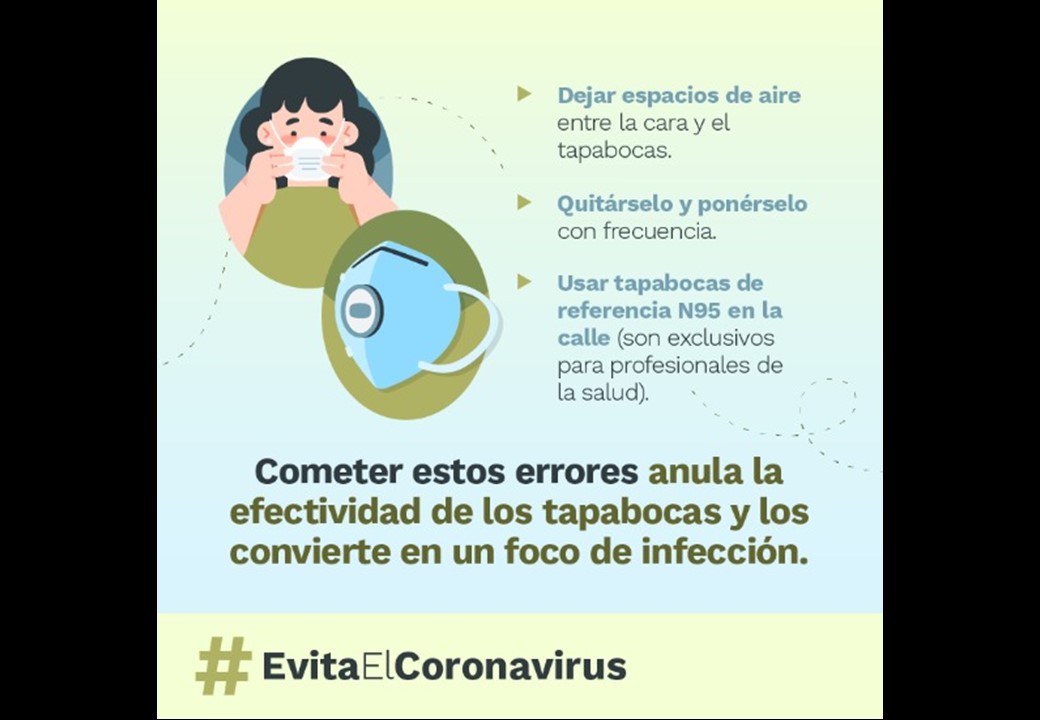 Dejar espacios de aire
entre la cara y el
tapabocas.
Quitárselo y ponérselo
con frecuencia.
Usar tapabocas de
referencia N95 en la
calle (son exclusivos
para profesionales de
la salud).
Cometer estos errores anula la
efectividad de los tapabocas y los
convierte en un foco de infección.
#EvitaElCoronavirus